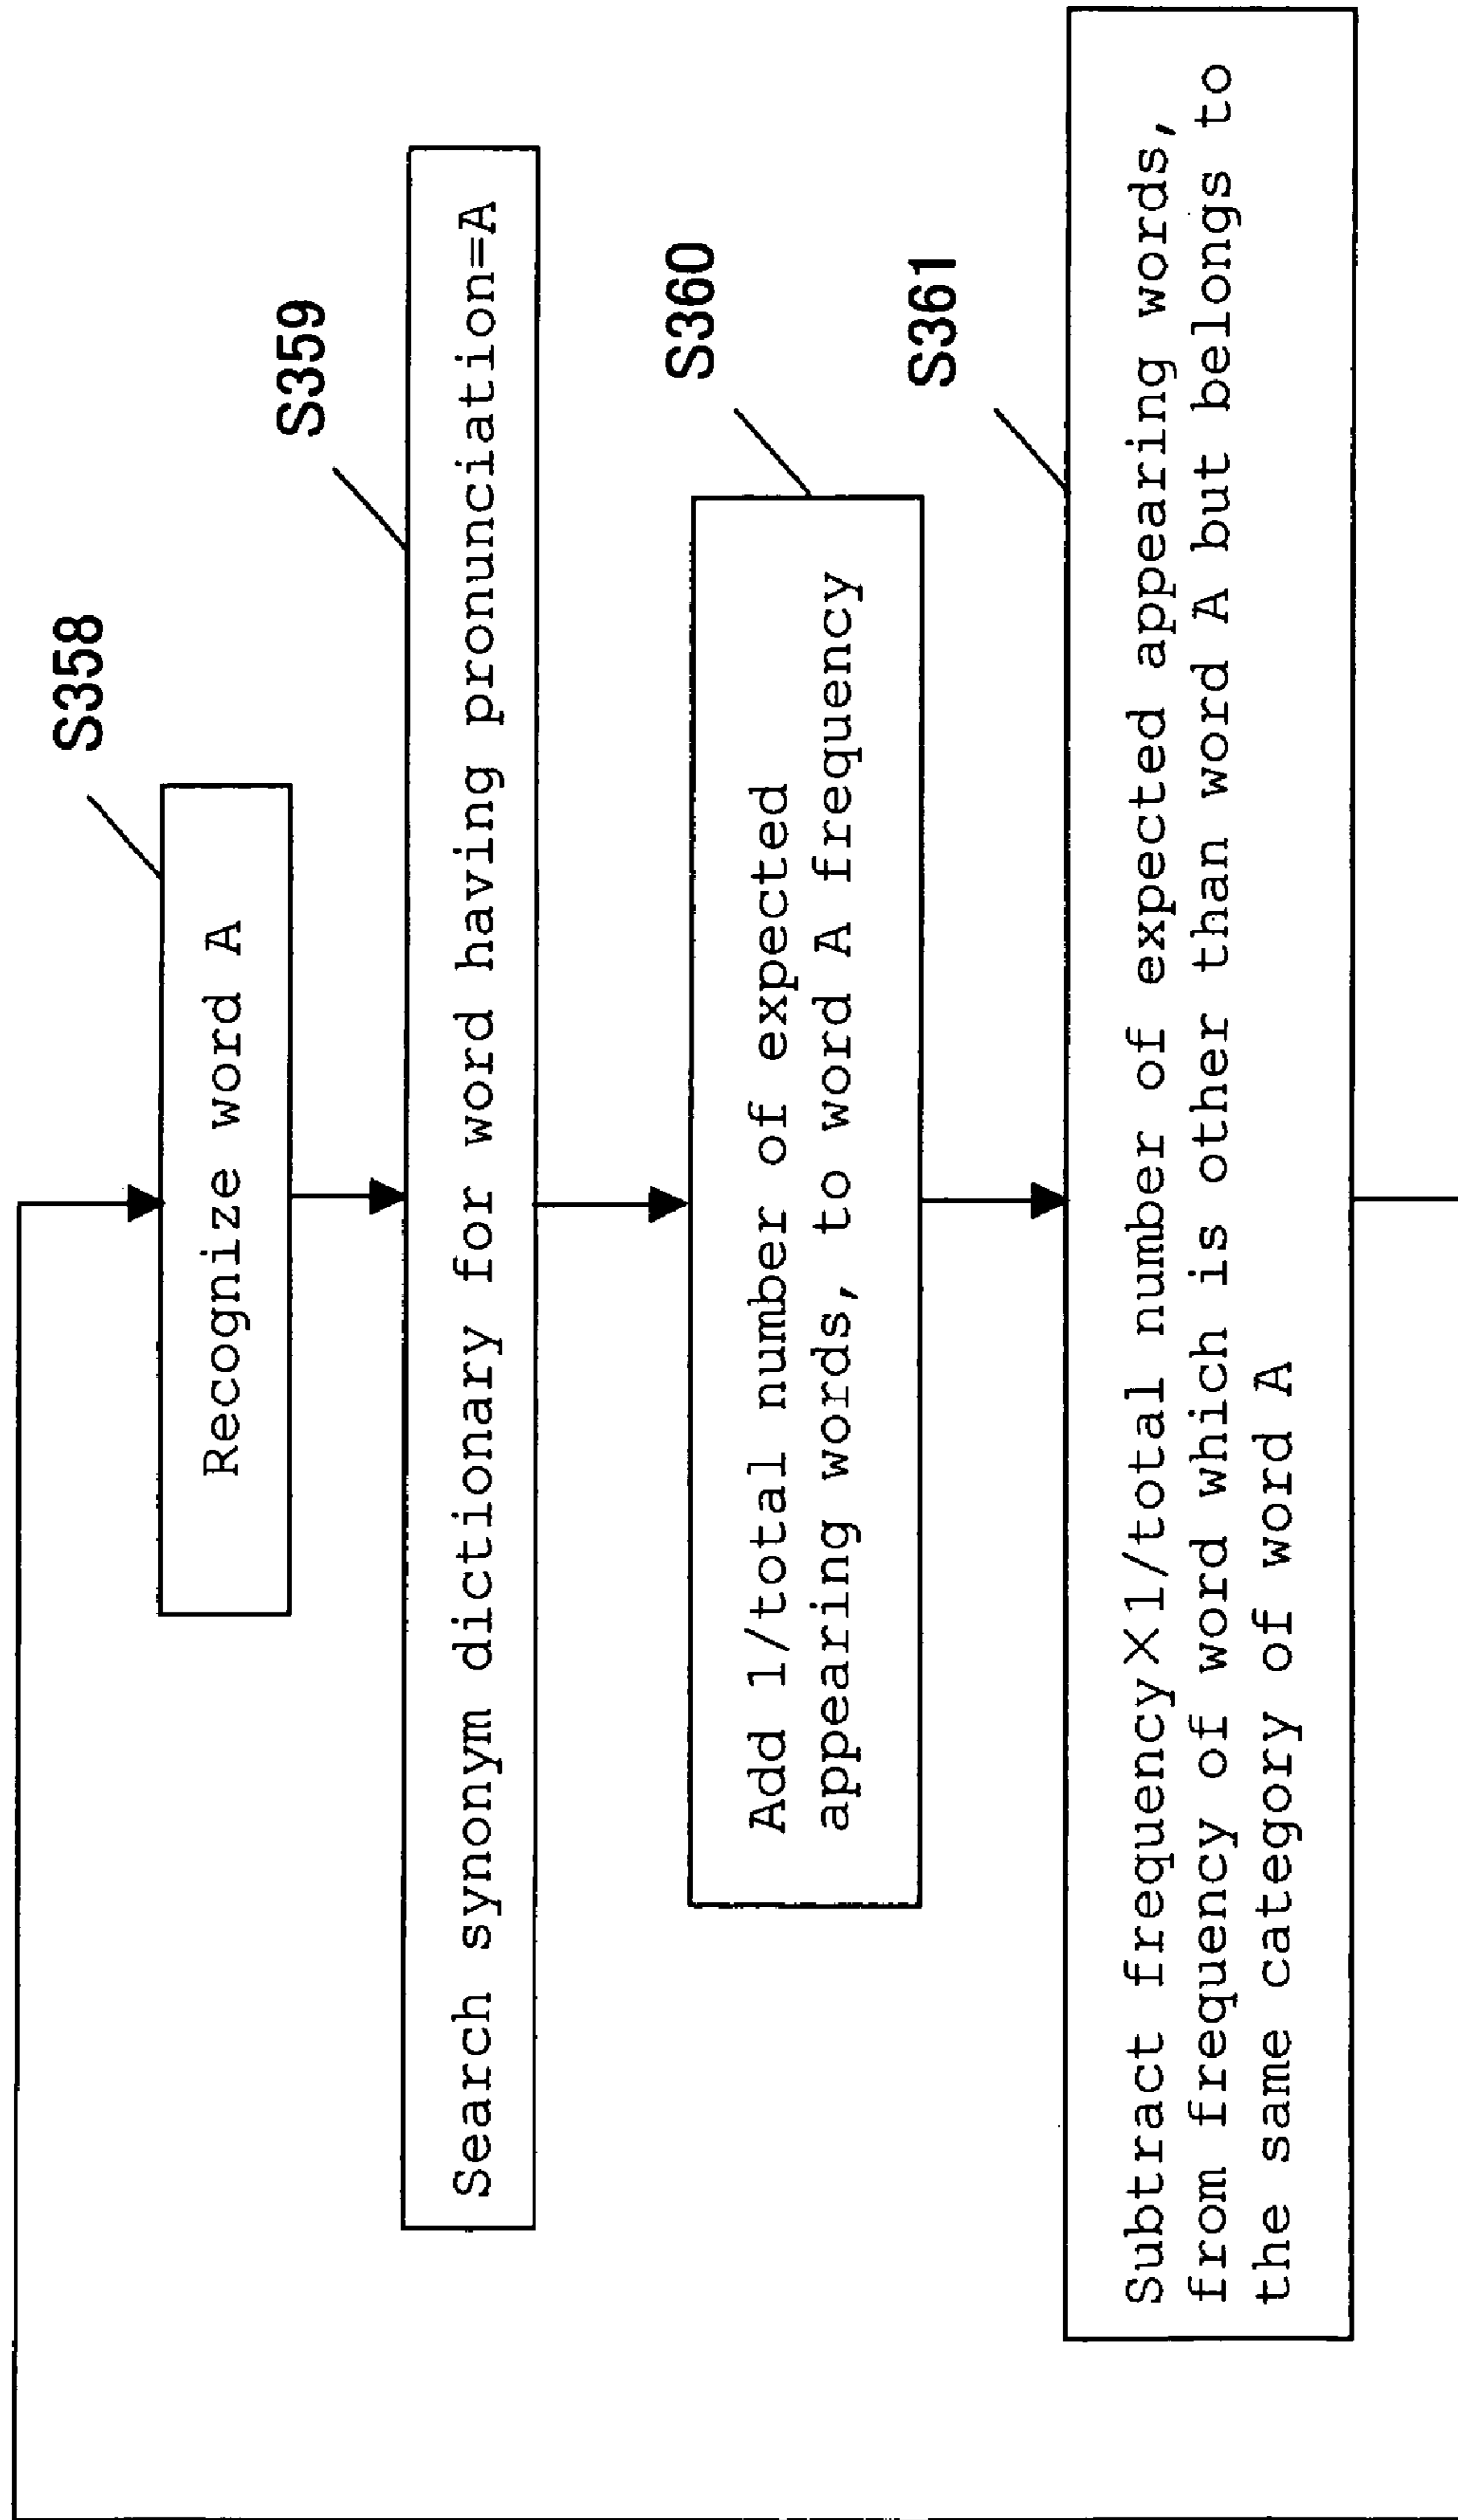 S358
Recognize word A
S359
Search synonym dictionary for word having pronunciation=A
S360
Add 1/total number of expected
appearing words, to word A frequency
S361
Subtract frequency×1/total number of expected appearing words,
from frequency of word which is other than word A but belongs to
the same category of word A